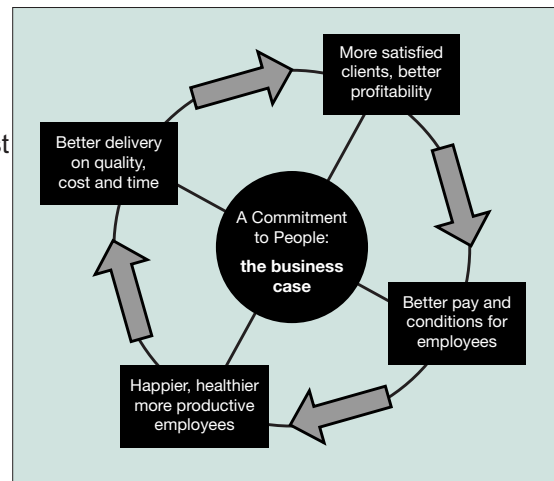 More satisfied
clients, better
profitability
st
Better delivery
on quality,
cost and time
A Commitment
to People:
the business
case
Better pay and
conditions for
employees
Happier, healthier
more productive
employees